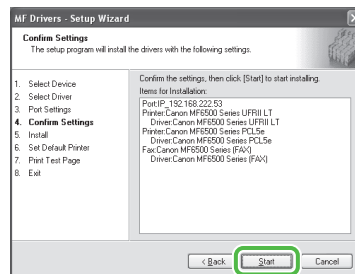 MF Drivers - Setup Wizard
Confirm Settings
The setup program will install the drivers with the following settings.
1. Select Device
2. Select Driver
3. Port Settings
4. Confirm Settings
5. Install
6. Set Default Printer
7. Print Test Page
8. Exit
Confirm the settings, then click [Start] to start installing.
Items for Installation:
Port:IP_192.168.222.53
Printer:Canon MF6500 Series UFRII LT
Driver:Canon MF6500 Series UFRII LT
Printer:Canon MF6500 Series PCL5e
Driver:Canon MF6500 Series PCL5e
Fax:Canon MF6500 Series (FAX)
Driver:Canon MF6500 Series (FAX)
< Back
Start
Cancel